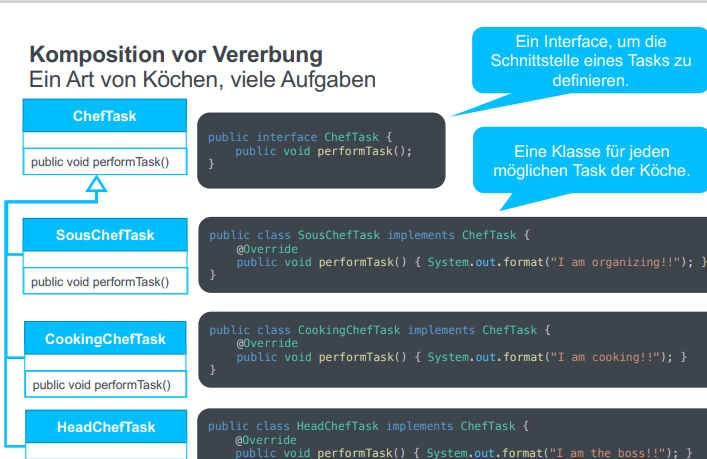 Komposition vor Vererbung
Ein Art von Köchen, viele Aufgaben
Ein Interface, um die
Schnittstelle eines Tasks zu
definieren.
ChefTask
public void performTask()
public interface ChefTask {
public void performTask();
}
Eine Klasse für jeden
möglichen Task der Köche.
SousChefTask
public void performTask()
public class SousChefTask implements ChefTask {
@Override
public void performTask() { System.out.format("I am organizing!!"); }
}
CookingChefTask
public void performTask()
public class CookingChefTask implements ChefTask {
@Override
public void performTask() { System.out.format("I am cooking!!"); }
}
HeadChefTask
public class HeadChefTask implements ChefTask {
@Override
public void performTask() { System.out.format("I am the boss!!"); }